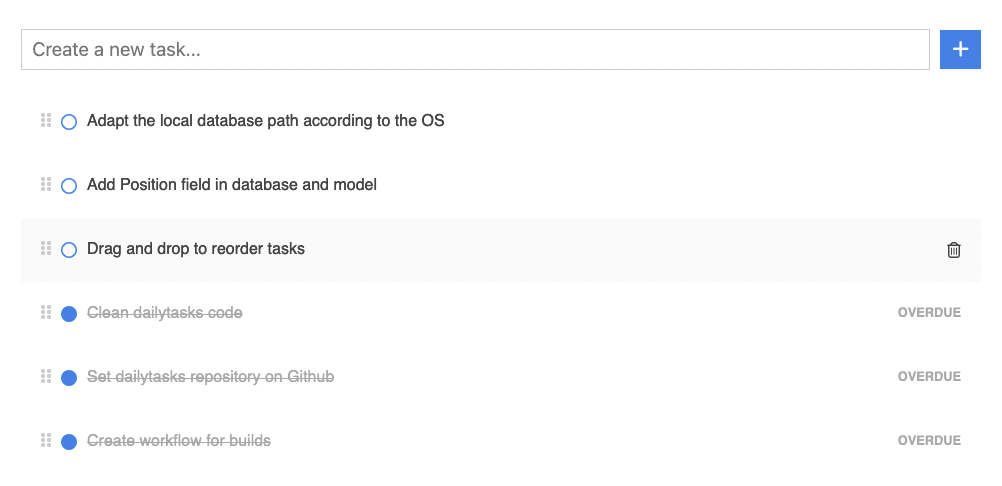 Create a new task...
Adapt the local database path according to the OS
Add Position field in database and model
Drag and drop to reorder tasks
Clean dailytasks code OVERDUE
Set dailytasks repository on Github OVERDUE
Create workflow for builds OVERDUE